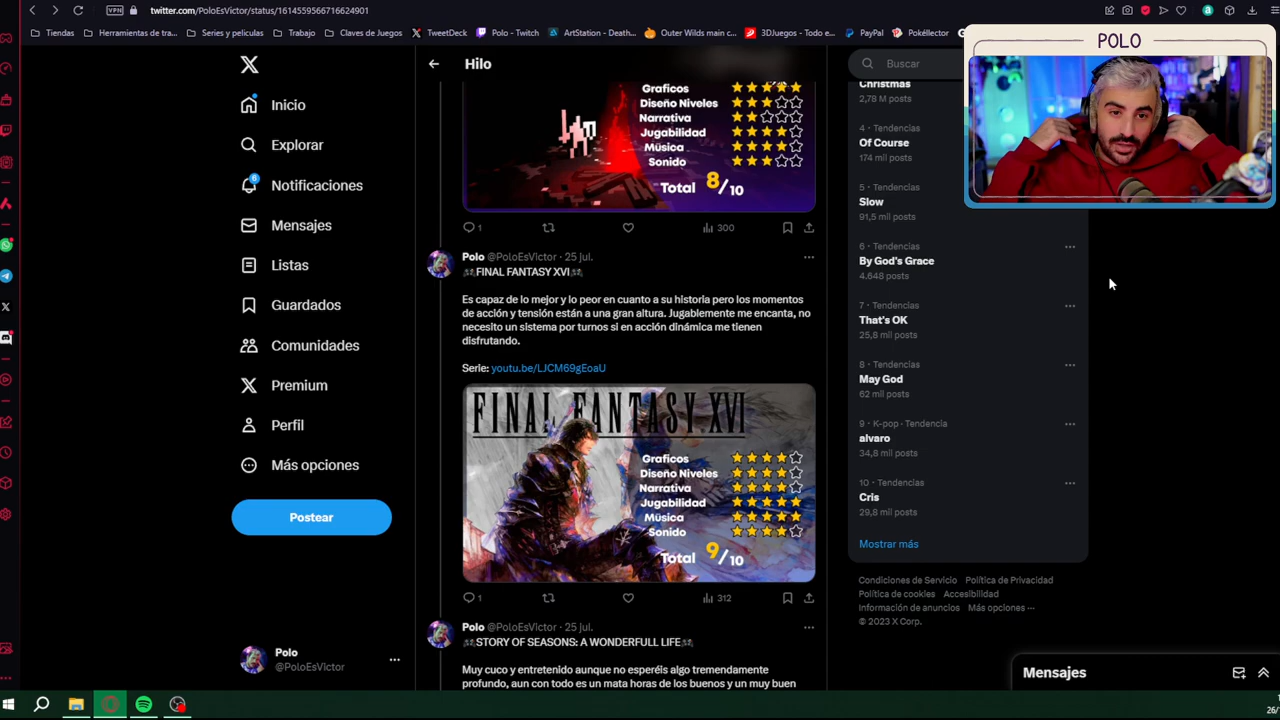 VPN
twitter.com/PoloEsVictor/status/1614559566716624901
Tiendas
Herramientas de tra...
Series y peliculas
Trabajo
Claves de Juegos
TweetDeck
Polo - Twitch
ArtStation - Death...
Outer Wilds main c...
3DJuegos - Todo e...
PayPal
Pokéllector
POLO
Inicio
Explorar
6
Notificaciones
Mensajes
Listas
Guardados
Comunidades
Premium
Perfil
Más opciones
Postear
Polo
@PoloEsVictor
Hilo
Graficos
Diseño Niveles
Narrativa
Jugabilidad
Música
Sonido
Total 8/10
1
300
Polo @PoloEsVIctor · 25 jul.
FINAL FANTASY XVI
Es capaz de lo mejor y lo peor en cuanto a su historia pero los momentos
de acción y tensión están a una gran altura. Jugablemente me encanta, no
necesito un sistema por turnos si en acción dinámica me tienen
disfrutando.
Serie: youtu.be/LJCM69gEoaU
FINAL FANTASY XVI
Graficos
Diseño Niveles
Narrativa
Jugabilidad
Música
Sonido
Total 9/10
1
312
Polo @PoloEsVIctor · 25 jul.
STORY OF SEASONS: A WONDERFULL LIFE
Muy cuco y entretenido aunque no esperéis algo tremendamente
profundo, aun con todo es un mata horas de los buenos y un muy buen
Buscar
Christmas
2,78 M posts
4 · Tendencias
Of Course
174 mil posts
5 · Tendencias
Slow
91,5 mil posts
6 · Tendencias
By God's Grace
4.648 posts
7 · Tendencias
That's OK
25,8 mil posts
8 · Tendencias
May God
62 mil posts
9 · K-pop · Tendencia
alvaro
34,8 mil posts
10 · Tendencias
Cris
29,8 mil posts
Mostrar más
Condiciones de Servicio Política de Privacidad
Política de cookies Accesibilidad
Información de anuncios Más opciones ···
© 2023 X Corp.
Mensajes